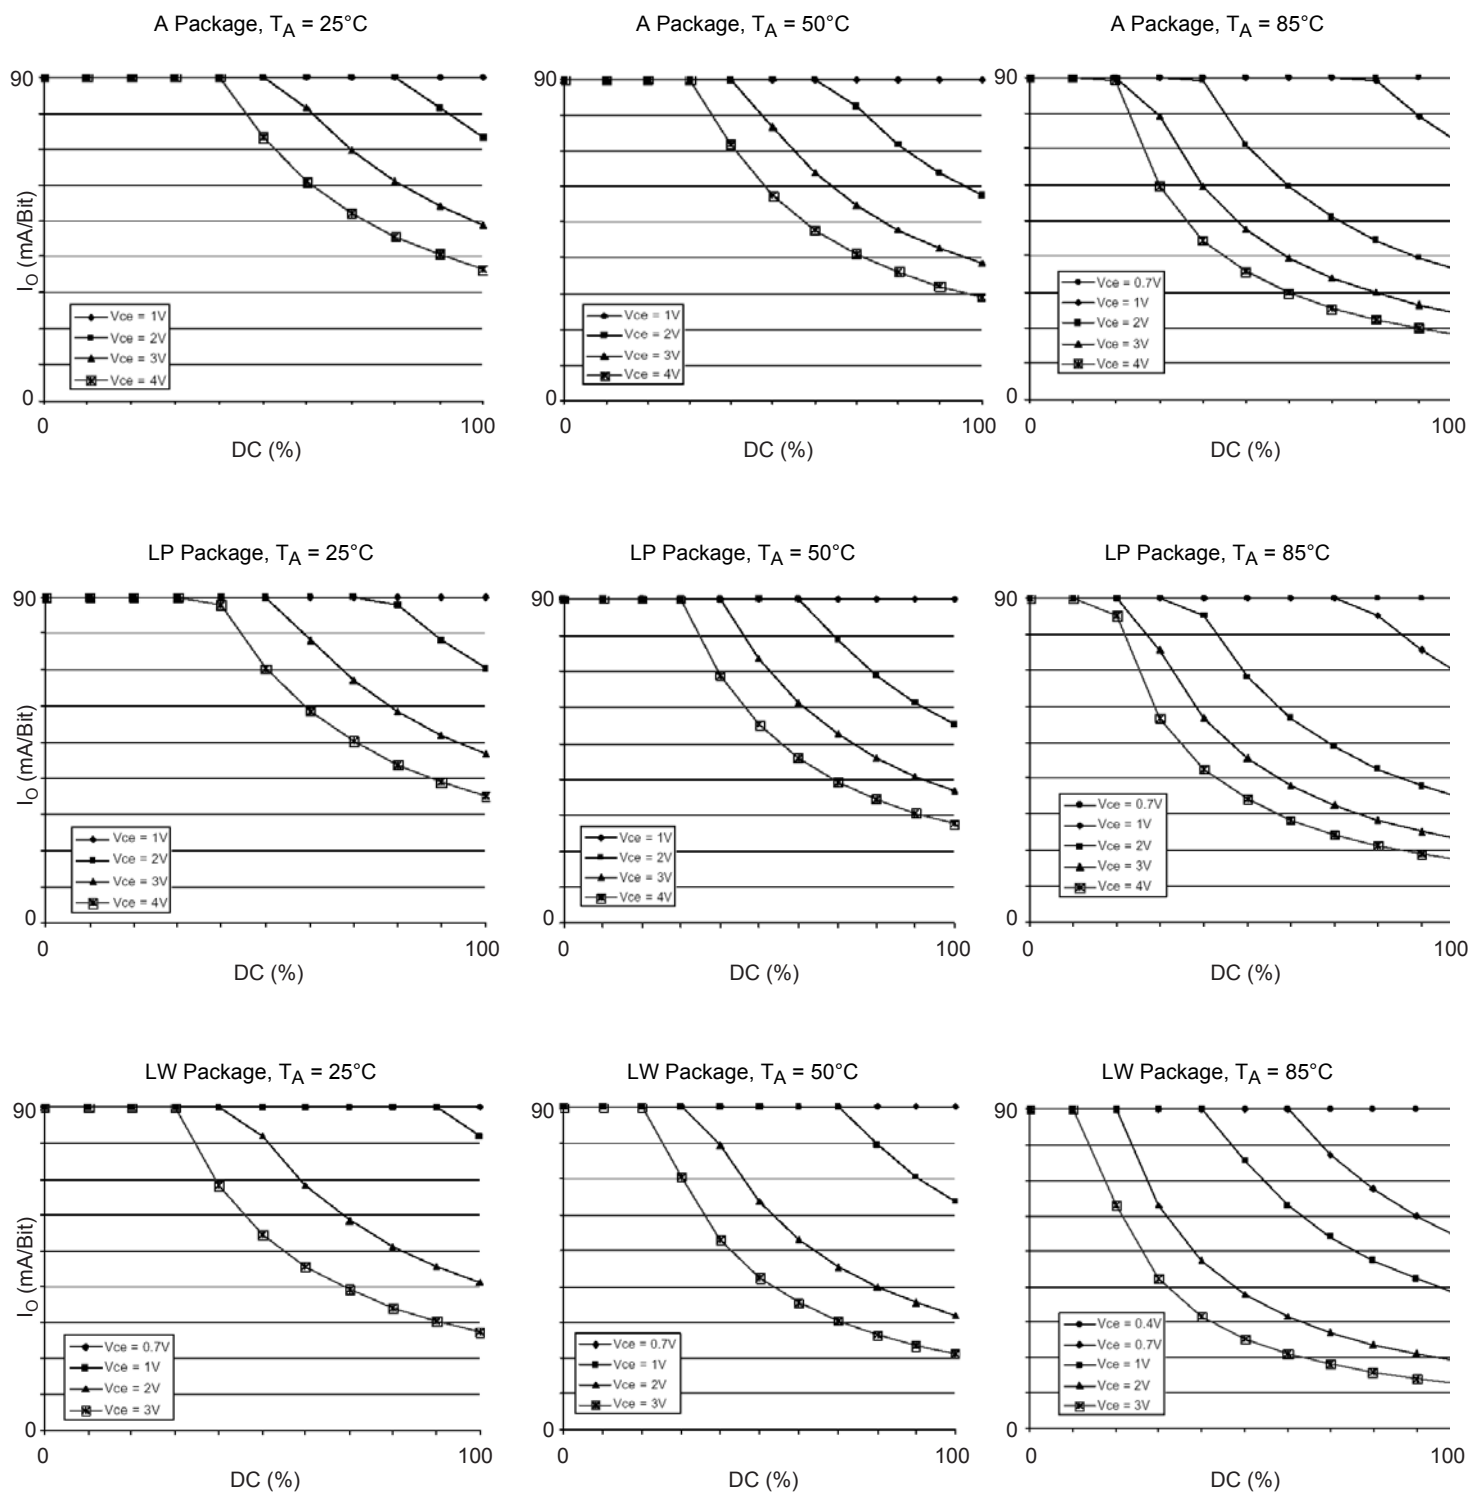 A Package, TA = 25°C
90
IO (mA/Bit)
Vce = 1V
Vce = 2V
Vce = 3V
Vce = 4V
0
0
100
DC (%)
A Package, TA = 50°C
90
Vce = 1V
Vce = 2V
Vce = 3V
Vce = 4V
0
0
100
DC (%)
A Package, TA = 85°C
90
Vce = 0.7V
Vce = 1V
Vce = 2V
Vce = 3V
Vce = 4V
0
0
100
DC (%)
LP Package, TA = 25°C
90
IO (mA/Bit)
Vce = 1V
Vce = 2V
Vce = 3V
Vce = 4V
0
0
100
DC (%)
LP Package, TA = 50°C
90
Vce = 1V
Vce = 2V
Vce = 3V
Vce = 4V
0
0
100
DC (%)
LP Package, TA = 85°C
90
Vce = 0.7V
Vce = 1V
Vce = 2V
Vce = 3V
Vce = 4V
0
0
100
DC (%)
LW Package, TA = 25°C
90
IO (mA/Bit)
Vce = 0.7V
Vce = 1V
Vce = 2V
Vce = 3V
0
0
100
DC (%)
LW Package, TA = 50°C
90
Vce = 0.7V
Vce = 1V
Vce = 2V
Vce = 3V
0
0
100
DC (%)
LW Package, TA = 85°C
90
Vce = 0.4V
Vce = 0.7V
Vce = 1V
Vce = 2V
Vce = 3V
0
0
100
DC (%)